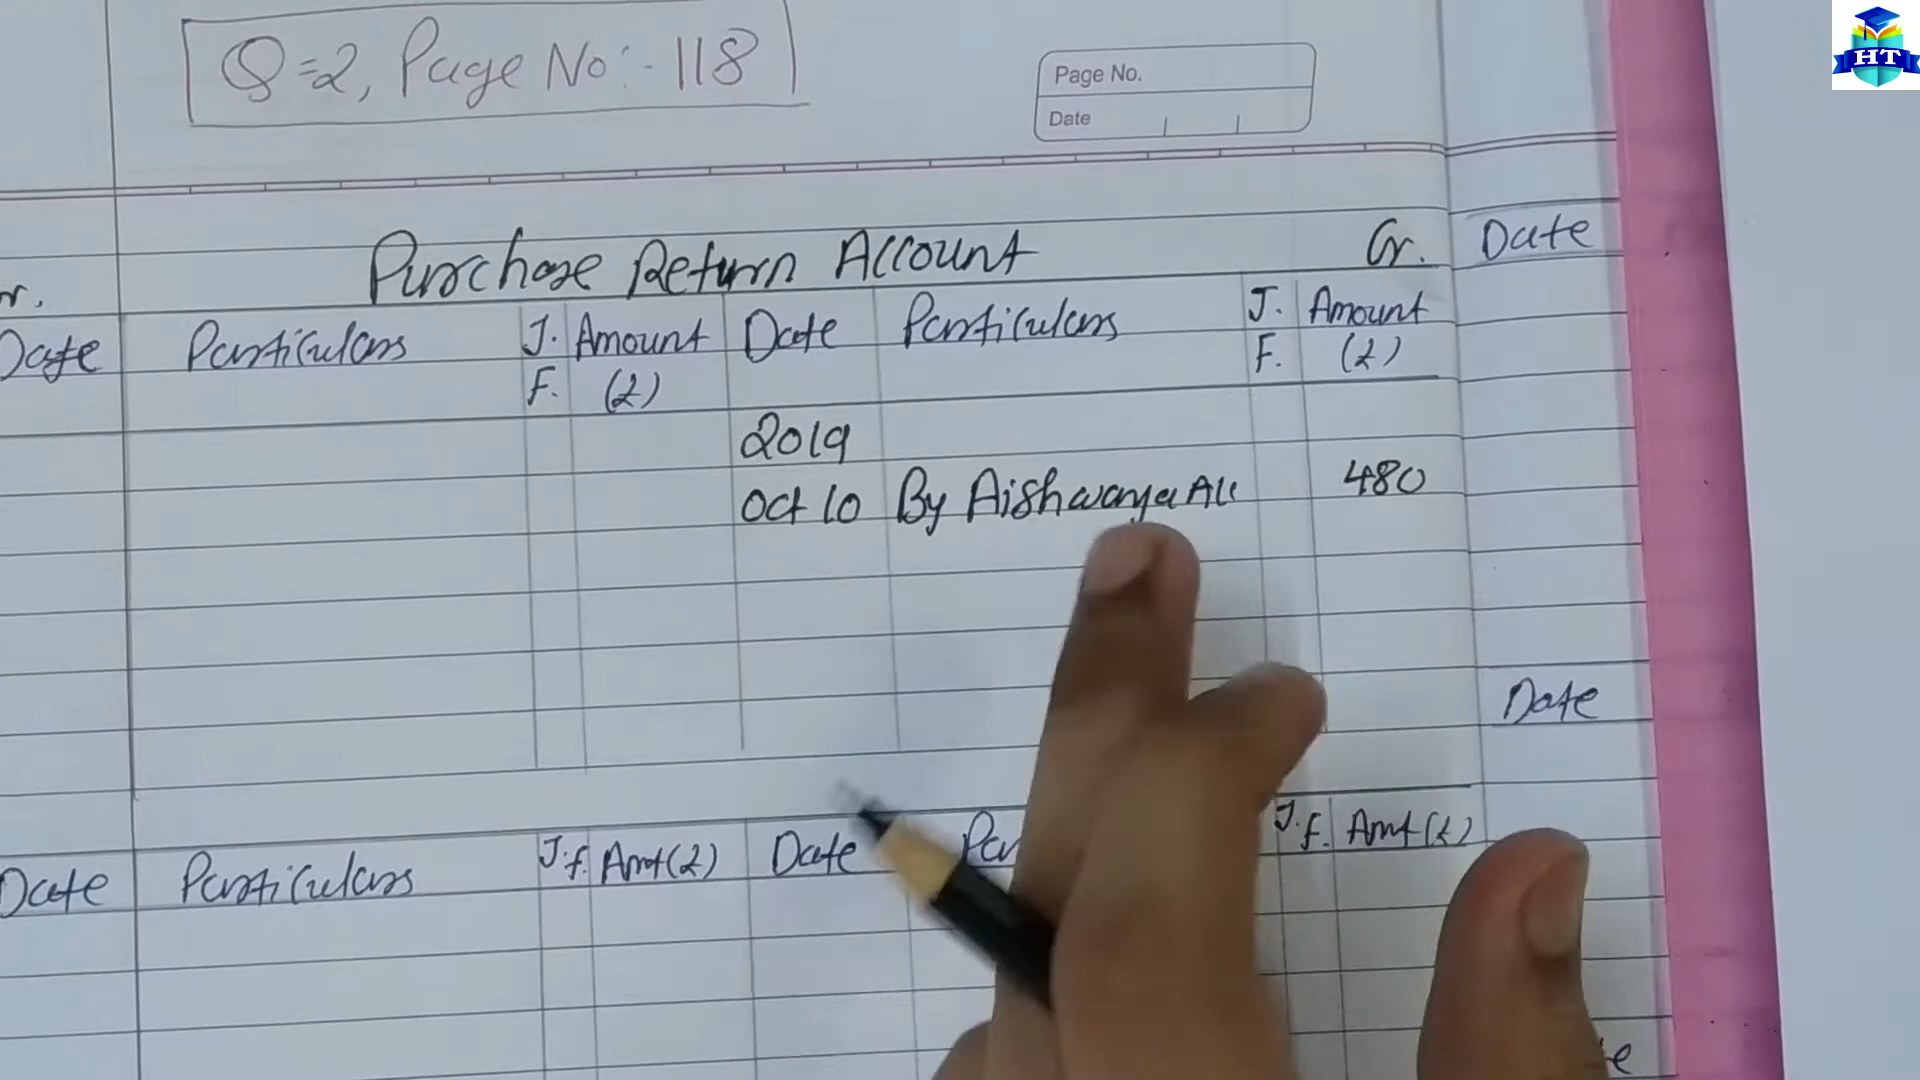 HT
Q=2, Page No:- 118
Page No.
Date
Purchase Return Account
Cr.
Date
Date
Particulars
J.
F.
Amount
Date
Particulars
J.
F.
Amount
2019
Oct 10 By Aishwarya A/c 480
Date
Date Particulars J.f. Amt Date J.f. Amt